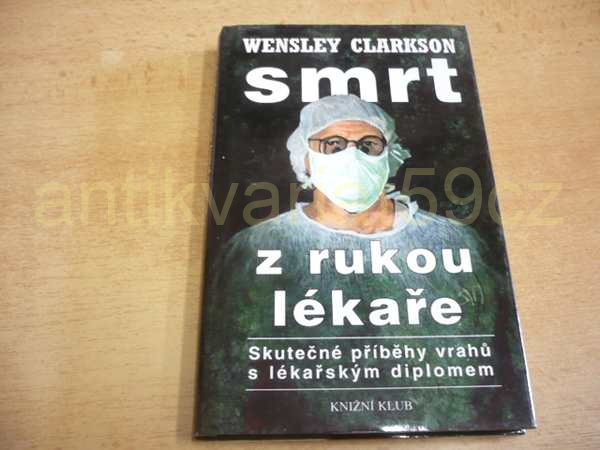 WENSLEY CLARKSON
smrt
antikvariat59cz
z rukou
lékaře
Skutečné příběhy vrahů
s lékařským diplomem
KNIŽNÍ KLUB